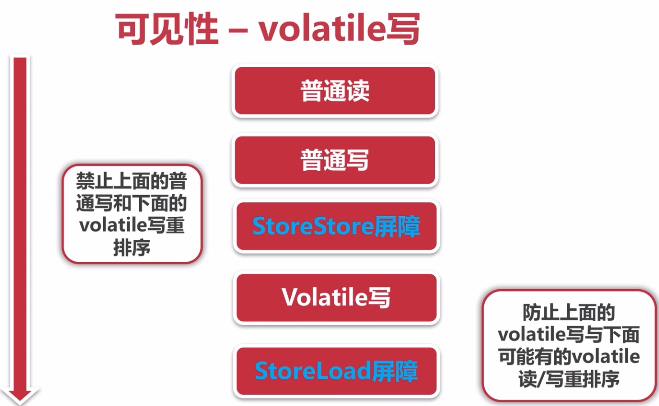 可见性 – volatile写
普通读
普通写
禁止上面的普
通写和下面的
volatile写重
排序
StoreStore屏障
Volatile写
防止上面的
volatile写与下面
可能有的volatile
读/写重排序
StoreLoad屏障